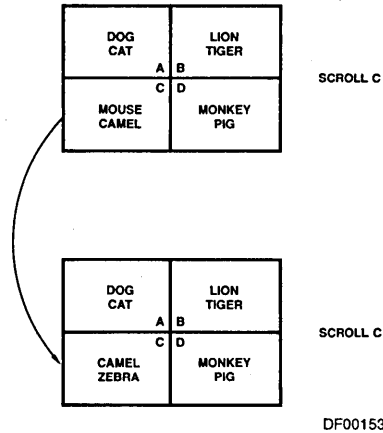 DOG
CAT
A
LION
TIGER
B
C
MOUSE
CAMEL
D
MONKEY
PIG
SCROLL C
DOG
CAT
A
LION
TIGER
B
C
CAMEL
ZEBRA
D
MONKEY
PIG
SCROLL C
DF00153